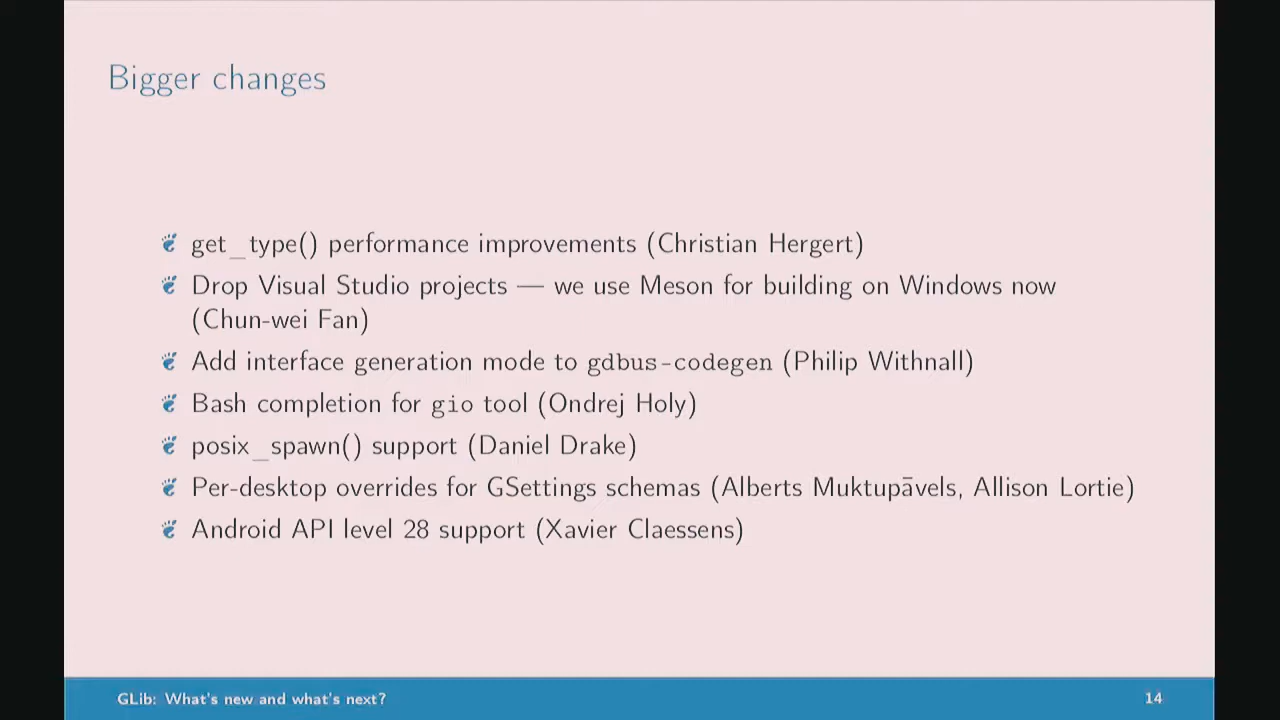 Bigger changes
get_type() performance improvements (Christian Hergert)
Drop Visual Studio projects — we use Meson for building on Windows now
(Chun-wei Fan)
Add interface generation mode to gdbus-codegen (Philip Withnall)
Bash completion for gio tool (Ondrej Holy)
posix_spawn() support (Daniel Drake)
Per-desktop overrides for GSettings schemas (Alberts Muktupāvels, Allison Lortie)
Android API level 28 support (Xavier Claessens)
GLib: What's new and what's next?
14